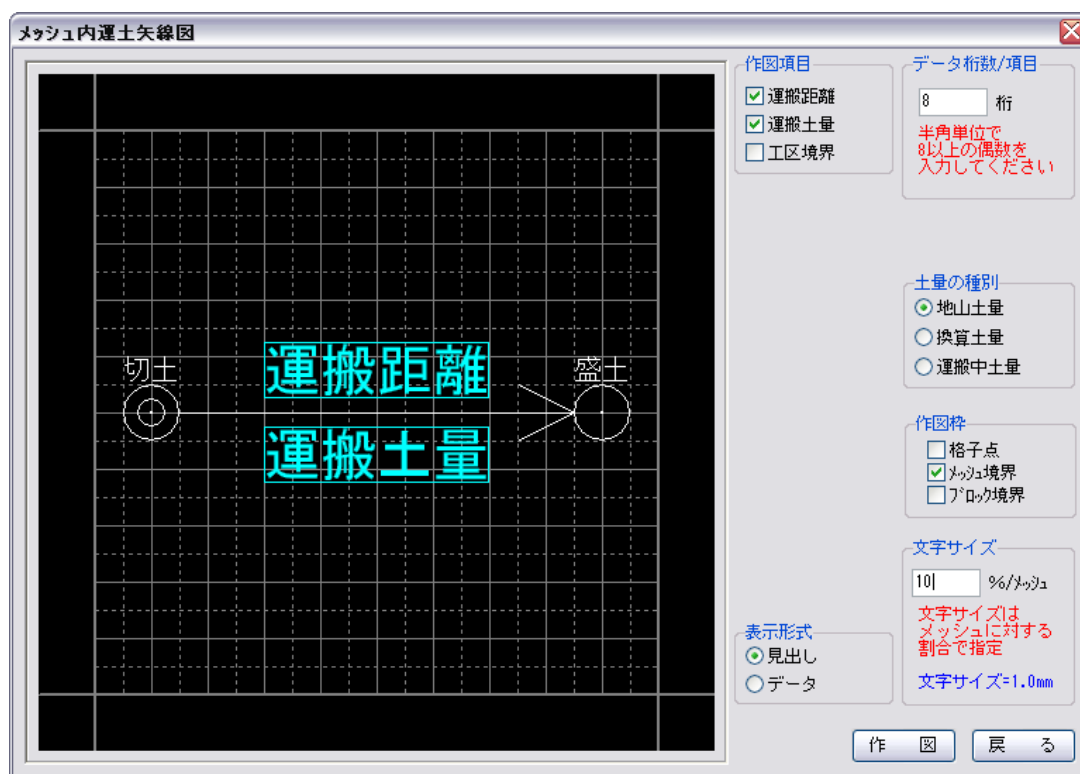 メッシュ内運土矢線図
切土
運搬距離
盛土
運搬土量
作図項目
運搬距離
運搬土量
工区境界
データ桁数/項目
8 桁
半角単位で
8以上の偶数を
入力してください
土量の種別
地山土量
換算土量
運搬中土量
作図枠
格子点
メッシュ境界
ブロック境界
文字サイズ
10 %/メッシュ
文字サイズは
メッシュに対する
割合で指定
文字サイズ=1.0mm
表示形式
見出し
データ
作　図
戻　る